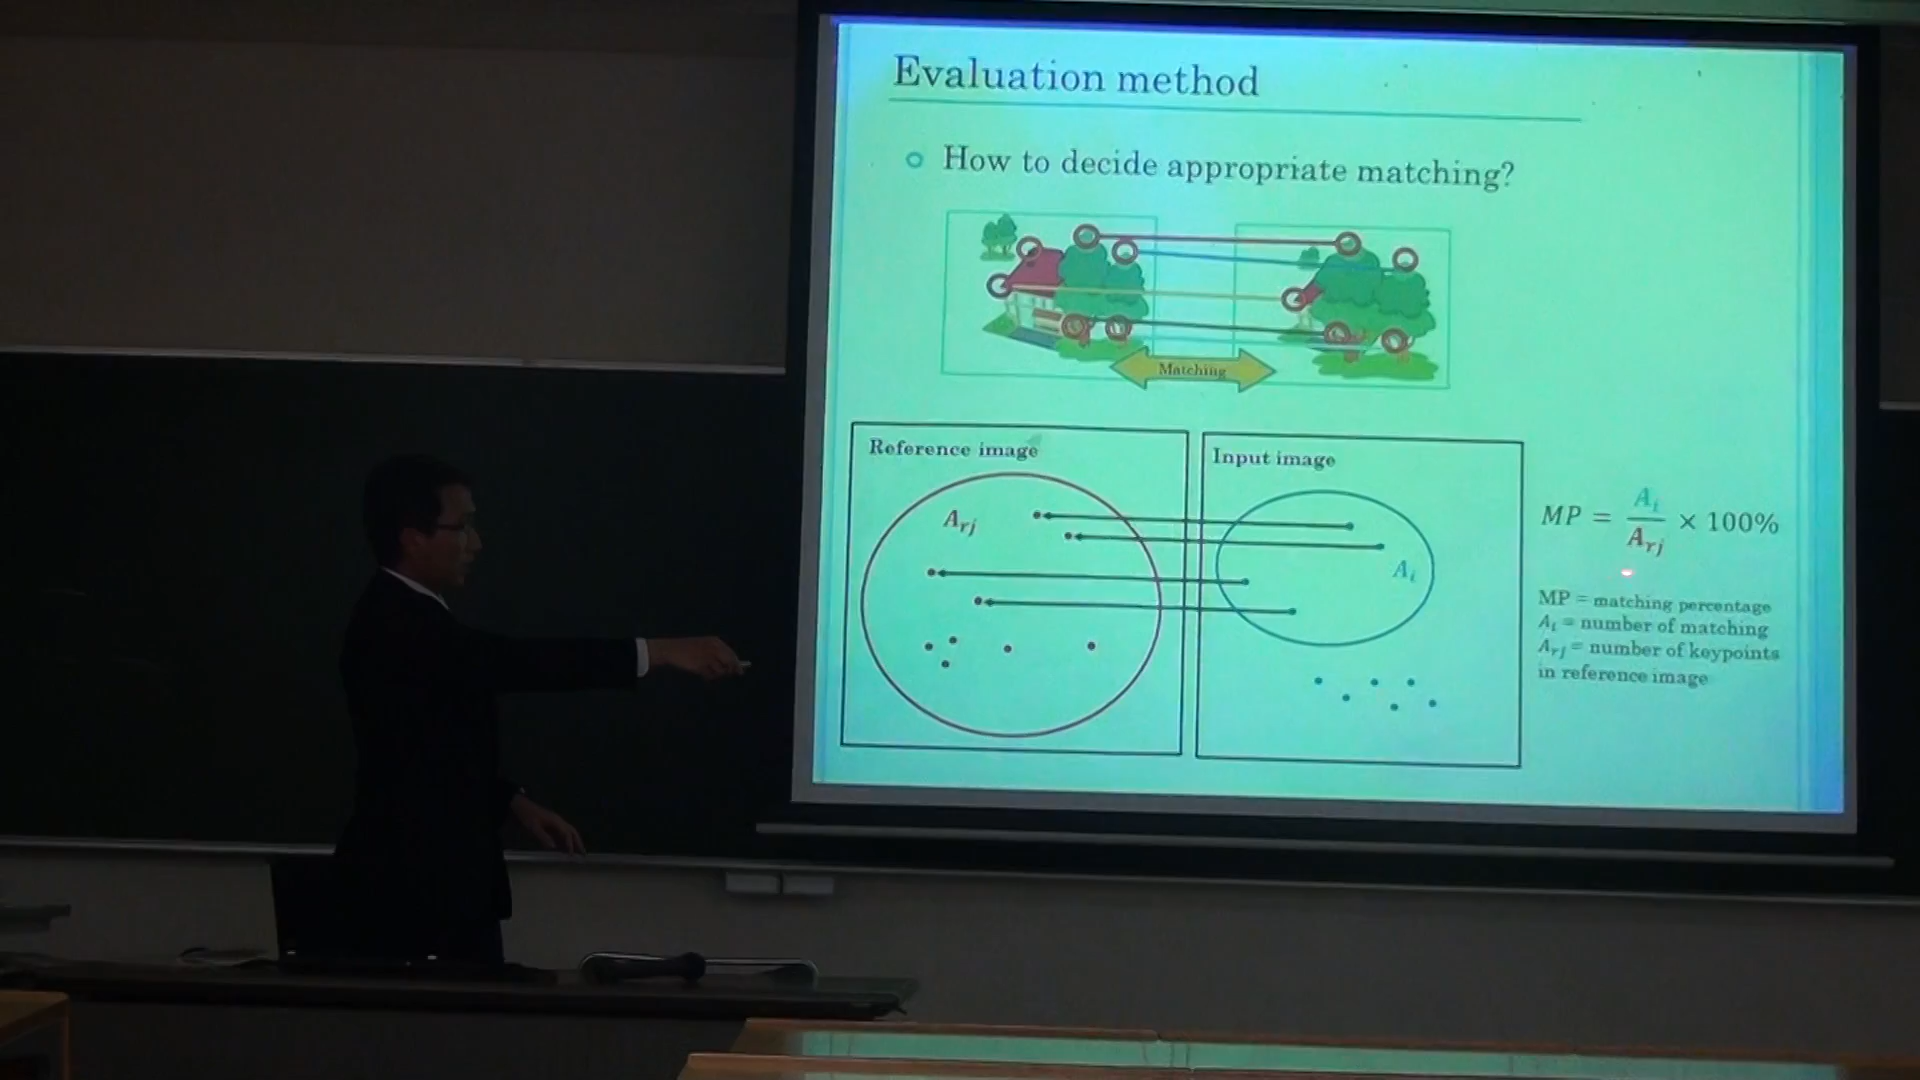 Evaluation method
How to decide appropriate matching?
Matching
Reference image
Input image
A_rj
A_i
MP = A_i / A_rj × 100%
MP = matching percentage
A_i = number of matching
A_rj = number of keypoints
in reference image